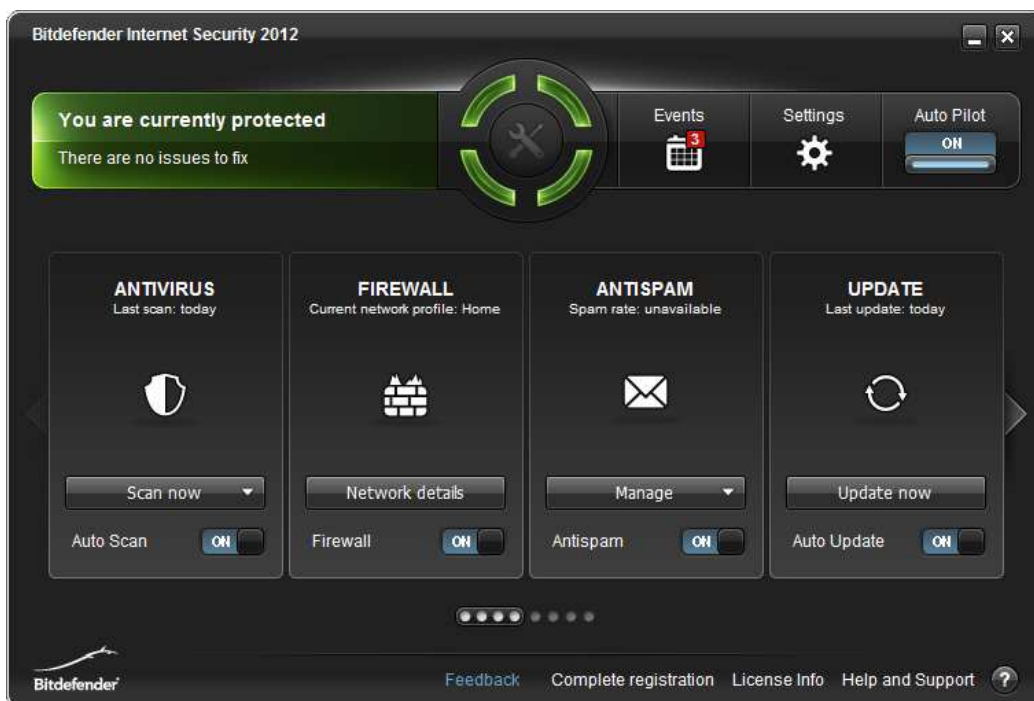 Bitdefender Internet Security 2012
You are currently protected
There are no issues to fix
Events
3
Settings
Auto Pilot
ON
ANTIVIRUS
Last scan: today
Scan now
Auto Scan
ON
FIREWALL
Current network profile: Home
Network details
Firewall
ON
ANTISPAM
Spam rate: unavailable
Manage
Antispam
ON
UPDATE
Last update: today
Update now
Auto Update
ON
Bitdefender
Feedback
Complete registration
License Info
Help and Support
?